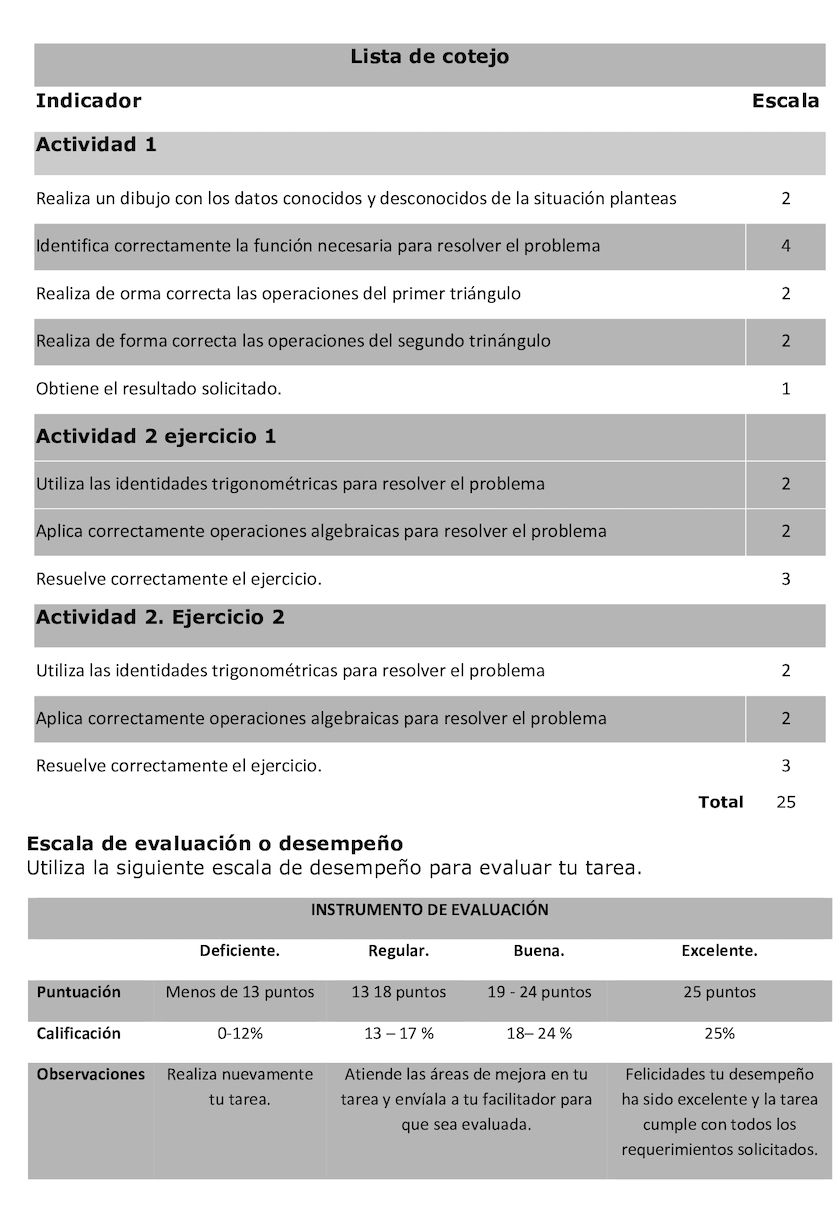 Lista de cotejo
Indicador Escala
Actividad 1
Realiza un dibujo con los datos conocidos y desconocidos de la situación planteas 2
Identifica correctamente la función necesaria para resolver el problema 4
Realiza de orma correcta las operaciones del primer triángulo 2
Realiza de forma correcta las operaciones del segundo trinángulo 2
Obtiene el resultado solicitado. 1
Actividad 2 ejercicio 1
Utiliza las identidades trigonométricas para resolver el problema 2
Aplica correctamente operaciones algebraicas para resolver el problema 2
Resuelve correctamente el ejercicio. 3
Actividad 2. Ejercicio 2
Utiliza las identidades trigonométricas para resolver el problema 2
Aplica correctamente operaciones algebraicas para resolver el problema 2
Resuelve correctamente el ejercicio. 3
Total 25
Escala de evaluación o desempeño
Utiliza la siguiente escala de desempeño para evaluar tu tarea.
INSTRUMENTO DE EVALUACIÓN
Deficiente. Regular. Buena. Excelente.
Puntuación Menos de 13 puntos 13 18 puntos 19 - 24 puntos 25 puntos
Calificación 0-12% 13 – 17 % 18– 24 % 25%
Observaciones Realiza nuevamente Atiende las áreas de mejora en tu Felicidades tu desempeño
tu tarea. tarea y envíala a tu facilitador para ha sido excelente y la tarea
que sea evaluada. cumple con todos los
requerimientos solicitados.